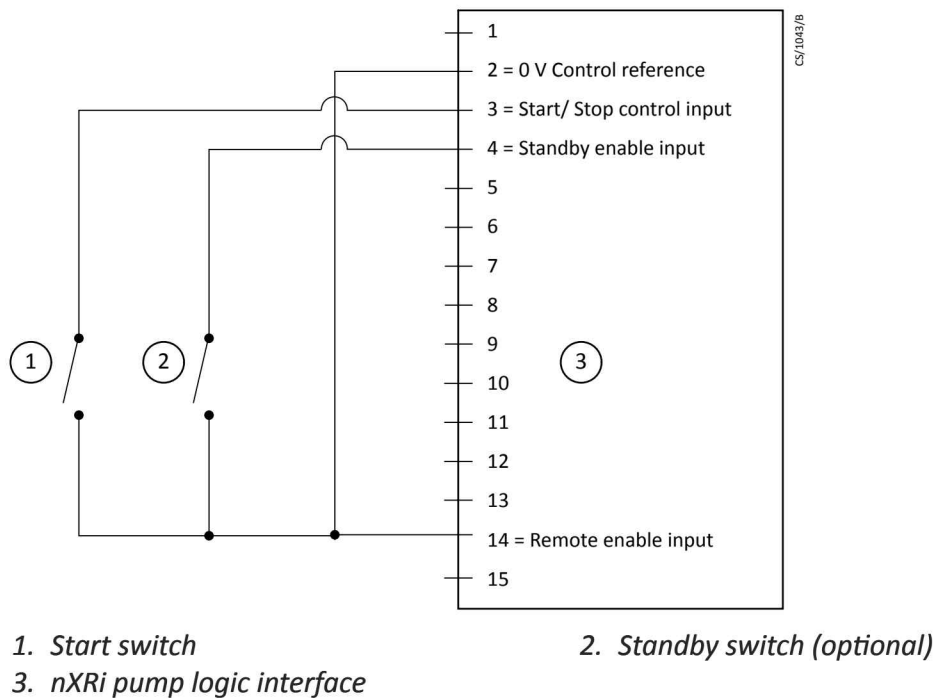 CS/1043/B
1
2 = 0 V Control reference
3 = Start/ Stop control input
4 = Standby enable input
5
6
7
8
9
10
11
12
13
14 = Remote enable input
15
1
2
3
1. Start switch
2. Standby switch (optional)
3. nXRi pump logic interface